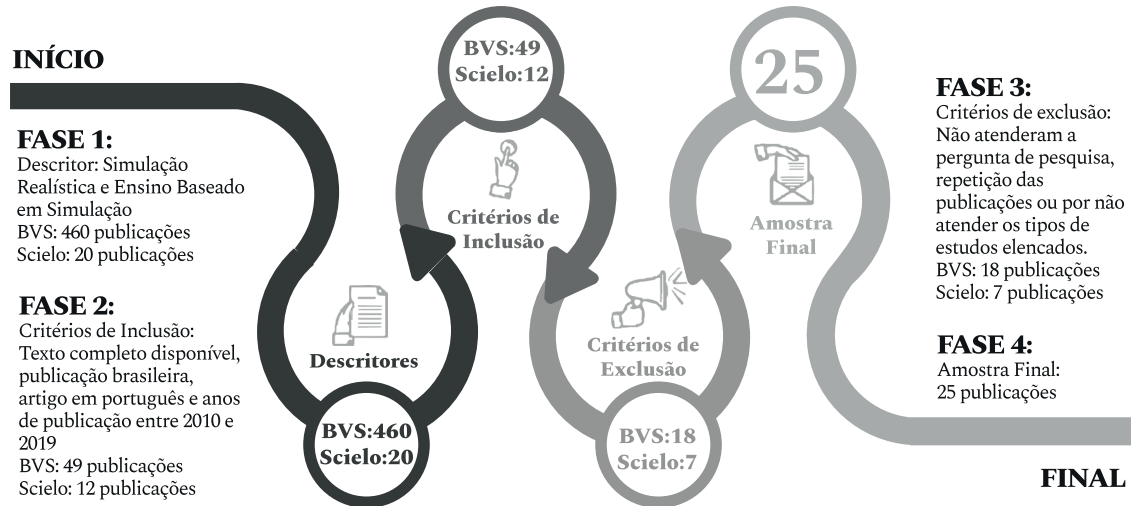 INÍCIO
FASE 1:
Descritor: Simulação
Realística e Ensino Baseado
em Simulação
BVS: 460 publicações
Scielo: 20 publicações
FASE 2:
Critérios de Inclusão:
Texto completo disponível,
publicação brasileira,
artigo em português e anos
de publicação entre 2010 e
2019
BVS: 49 publicações
Scielo: 12 publicações
Descritores
BVS:460
Scielo:20
BVS:49
Scielo:12
Critérios de
Inclusão
Critérios de
Exclusão
BVS:18
Scielo:7
25
Amostra
Final
FASE 3:
Critérios de exclusão:
Não atenderam a
pergunta de pesquisa,
repetição das
publicações ou por não
atender os tipos de
estudos elencados.
BVS: 18 publicações
Scielo: 7 publicações
FASE 4:
Amostra Final:
25 publicações
FINAL